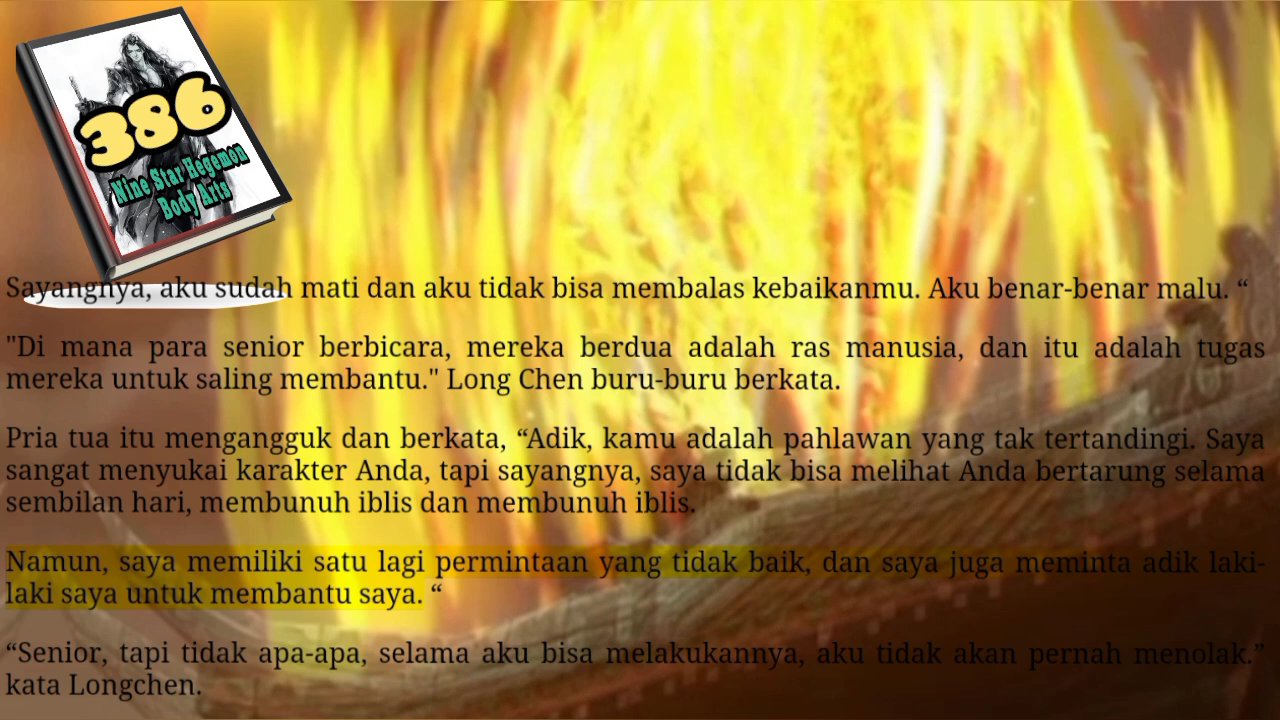 386
Nine Star Hegemon
Body Arts
Sayangnya, aku sudah mati dan aku tidak bisa membalas kebaikanmu. Aku benar-benar malu. “
"Di mana para senior berbicara, mereka berdua adalah ras manusia, dan itu adalah tugas
mereka untuk saling membantu." Long Chen buru-buru berkata.
Pria tua itu mengangguk dan berkata, “Adik, kamu adalah pahlawan yang tak tertandingi. Saya
sangat menyukai karakter Anda, tapi sayangnya, saya tidak bisa melihat Anda bertarung selama
sembilan hari, membunuh iblis dan membunuh iblis.
Namun, saya memiliki satu lagi permintaan yang tidak baik, dan saya juga meminta adik laki-
laki saya untuk membantu saya. “
“Senior, tapi tidak apa-apa, selama aku bisa melakukannya, aku tidak akan pernah menolak.”
kata Longchen.